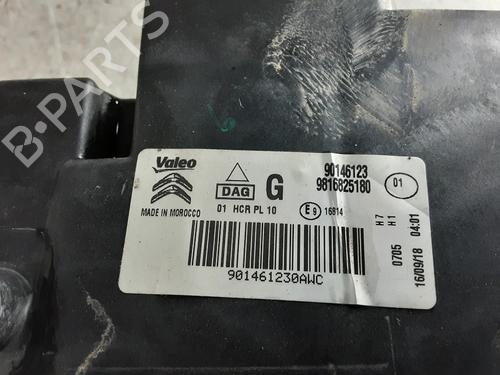 B-PARTS
Valeo
MADE IN MOROCCO
DAG
G
01 HCR PL 10
E9 16814
90146123
9816825180
01
H7
H1
0705
16/09/18 04:01
901461230AWC